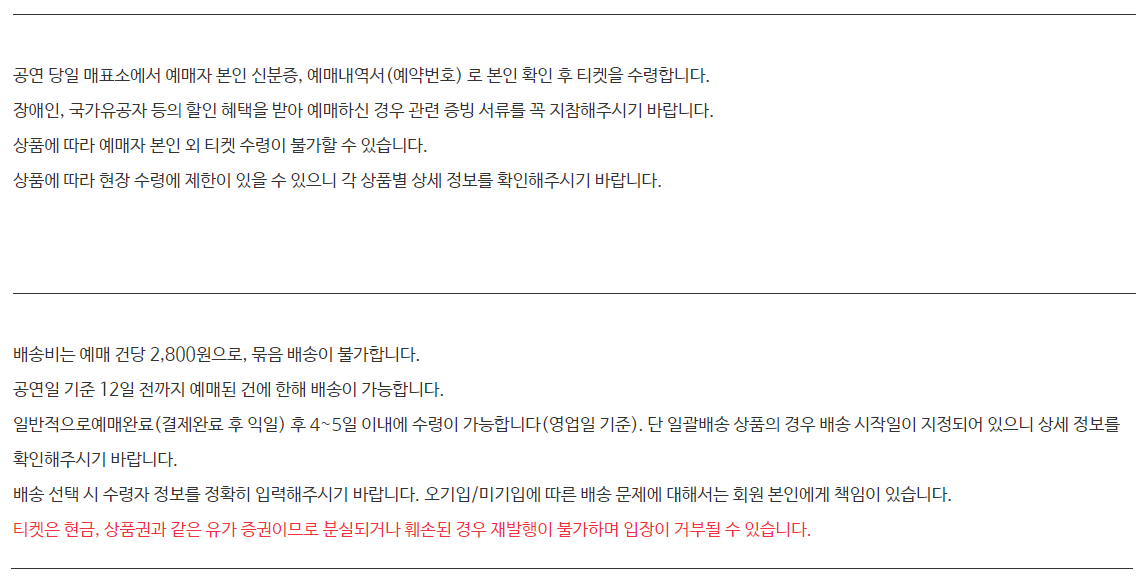 공연 당일 매표소에서 예매자 본인 신분증, 예매내역서(예약번호) 로 본인 확인 후 티켓을 수령합니다.
장애인, 국가유공자 등의 할인 혜택을 받아 예매하신 경우 관련 증빙 서류를 꼭 지참해주시기 바랍니다.
상품에 따라 예매자 본인 외 티켓 수령이 불가할 수 있습니다.
상품에 따라 현장 수령에 제한이 있을 수 있으니 각 상품별 상세 정보를 확인해주시기 바랍니다.
배송비는 예매 건당 2,800원으로, 묶음 배송이 불가합니다.
공연일 기준 12일 전까지 예매된 건에 한해 배송이 가능합니다.
일반적으로예매완료(결제완료 후 익일) 후 4~5일 이내에 수령이 가능합니다(영업일 기준). 단 일괄배송 상품의 경우 배송 시작일이 지정되어 있으니 상세 정보를
확인해주시기 바랍니다.
배송 선택 시 수령자 정보를 정확히 입력해주시기 바랍니다. 오기입/미기입에 따른 배송 문제에 대해서는 회원 본인에게 책임이 있습니다.
티켓은 현금, 상품권과 같은 유가 증권이므로 분실되거나 훼손된 경우 재발행이 불가하며 입장이 거부될 수 있습니다.